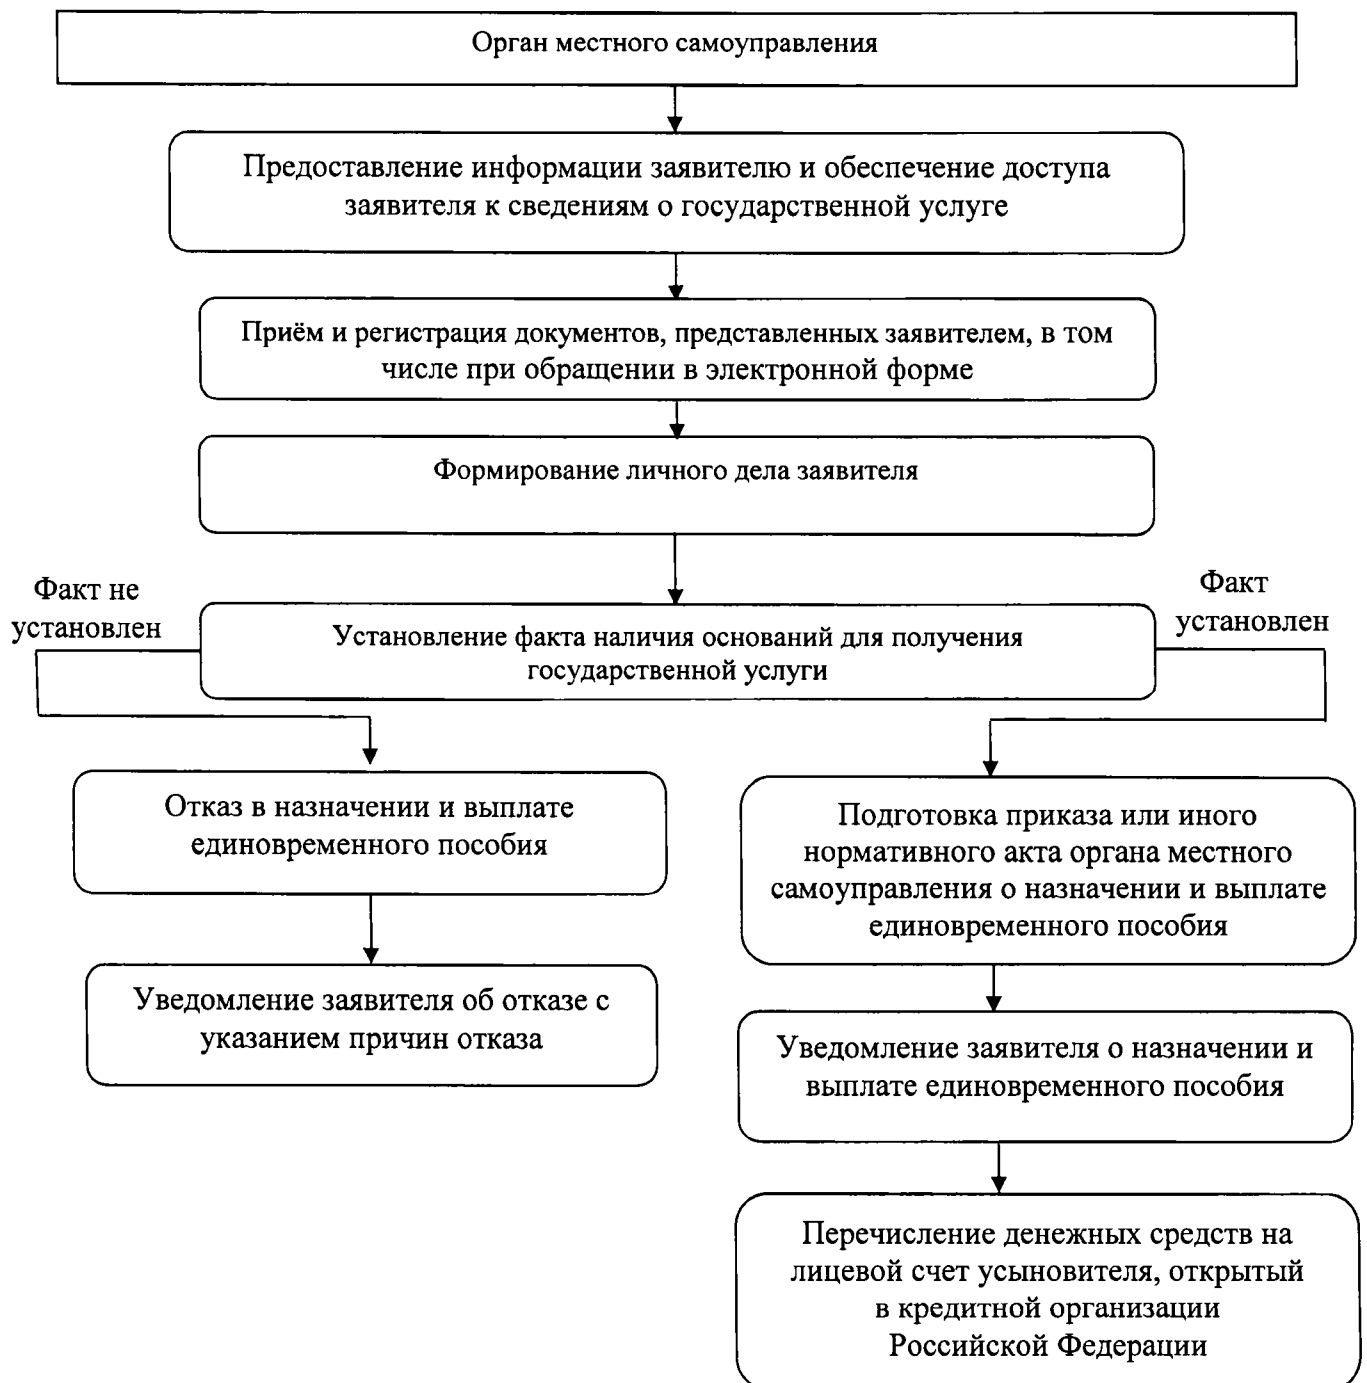 Орган местного самоуправления
Предоставление информации заявителю и обеспечение доступа
заявителя к сведениям о государственной услуге
Приём и регистрация документов, представленных заявителем, в том
числе при обращении в электронной форме
Формирование личного дела заявителя
Факт не
установлен
Факт
установлен
Установление факта наличия оснований для получения
государственной услуги
Отказ в назначении и выплате
единовременного пособия
Уведомление заявителя об отказе с
указанием причин отказа
Подготовка приказа или иного
нормативного акта органа местного
самоуправления о назначении и выплате
единовременного пособия
Уведомление заявителя о назначении и
выплате единовременного пособия
Перечисление денежных средств на
лицевой счет усыновителя, открытый
в кредитной организации
Российской Федерации